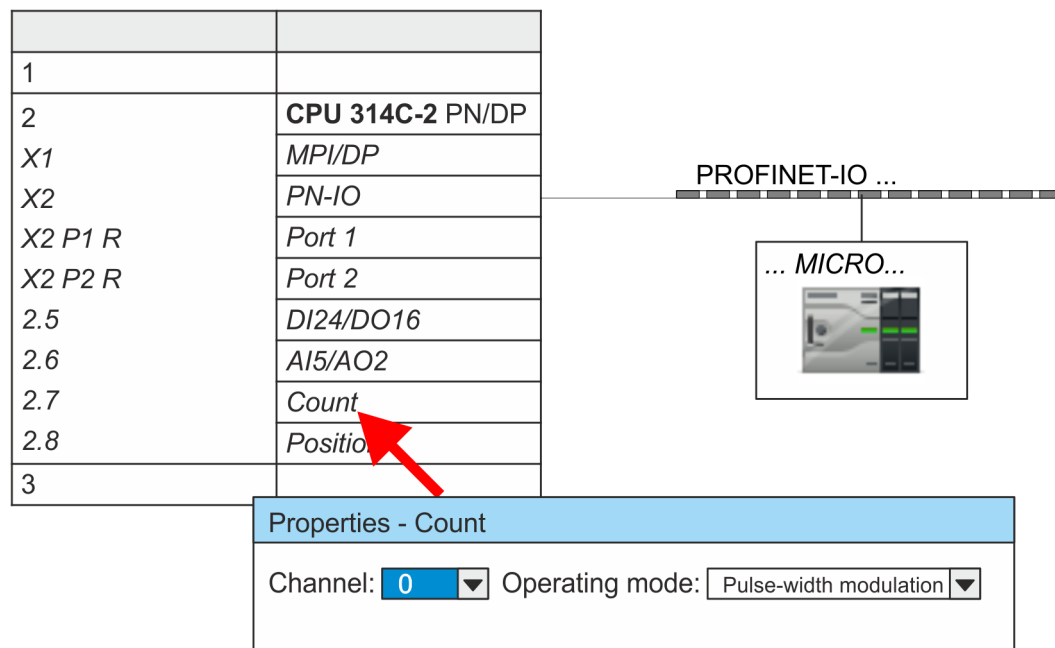 1
2 CPU 314C-2 PN/DP
X1 MPI/DP
X2 PN-IO
X2 P1 R Port 1
X2 P2 R Port 2
2.5 DI24/DO16
2.6 AI5/AO2
2.7 Count
2.8 Position
3
PROFINET-IO ...
... MICRO...
Properties - Count
Channel: 0 Operating mode: Pulse-width modulation